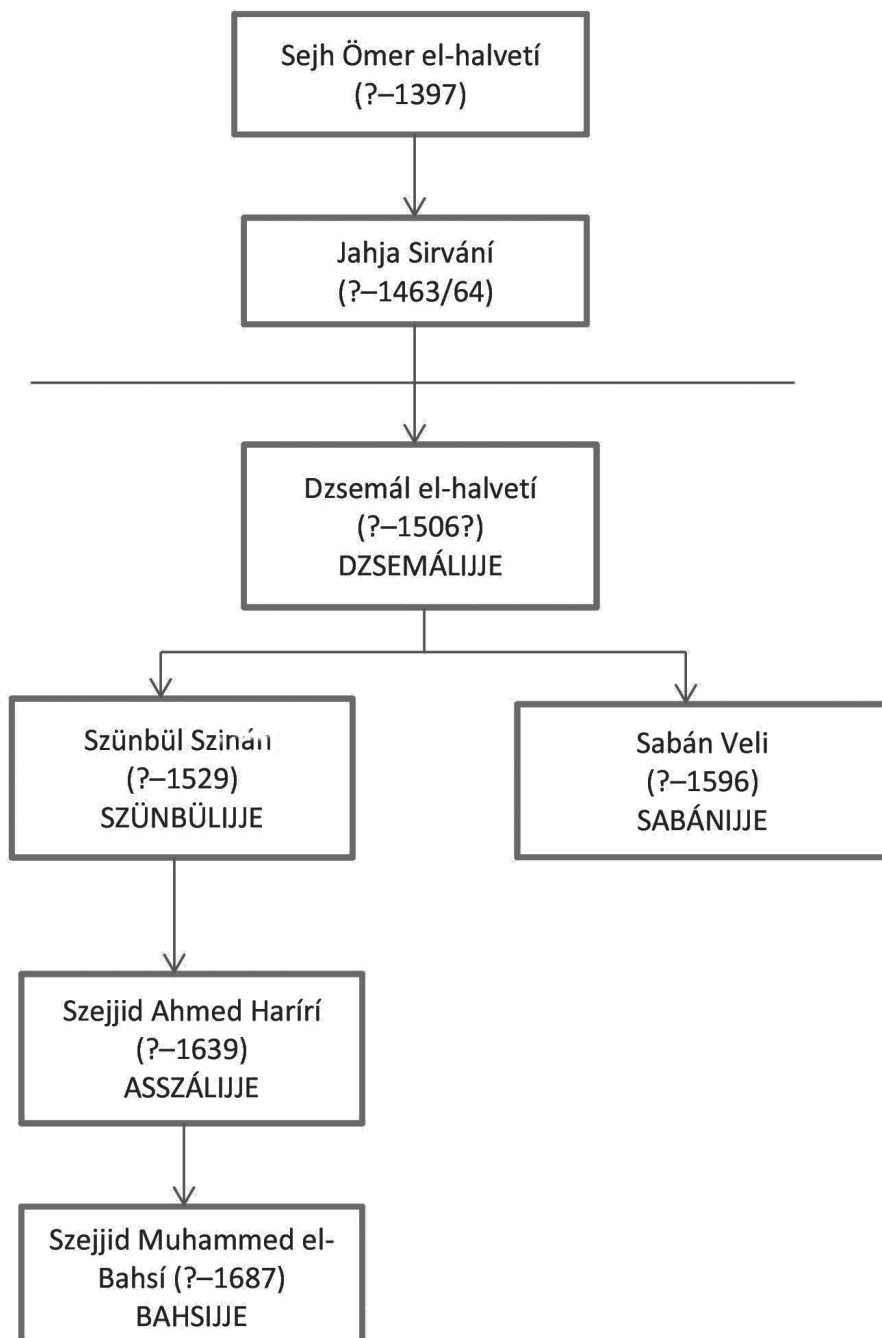 Sejh Ömer el-halvetí
(?–1397)
Jahja Sirvání
(?–1463/64)
Dzsemál el-halvetí
(?–1506?)
DZSEMÁLIJJE
Szünbül Szinán
(?–1529)
SZÜNBÜLIJJE
Sabán Veli
(?–1596)
SABÁNIJJE
Szejjid Ahmed Harírí
(?–1639)
ASSZÁLIJJE
Szejjid Muhammed el-
Bahsí (?–1687)
BAHSIJJE